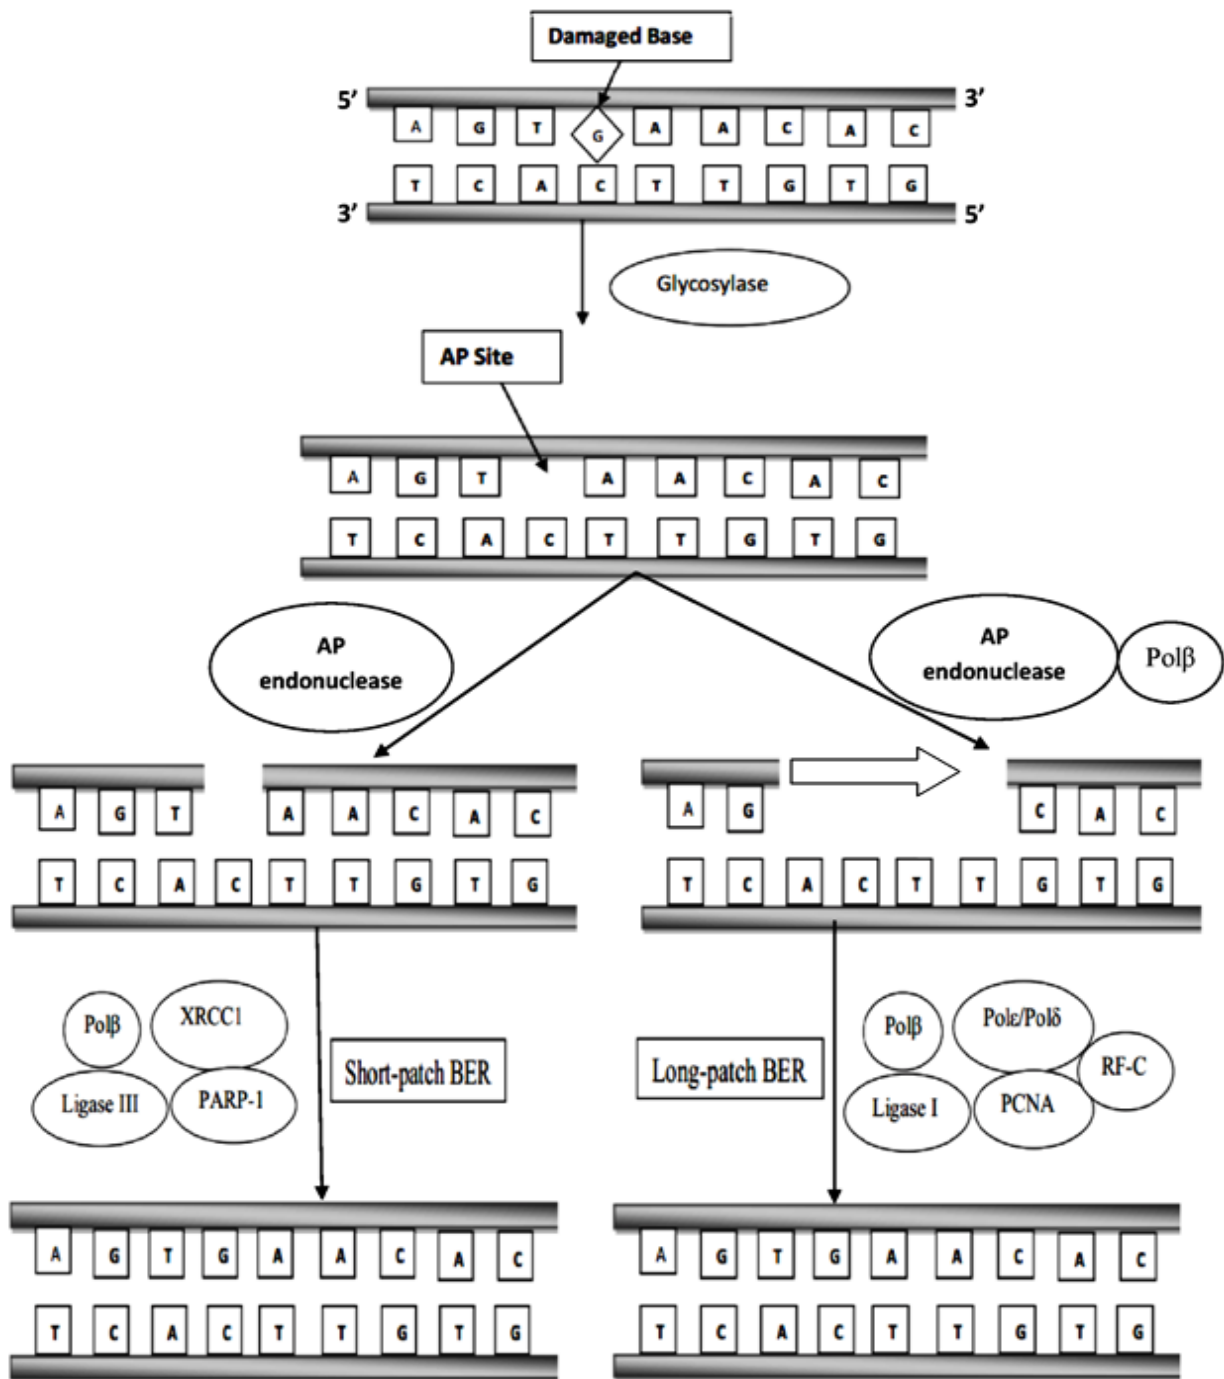 Damaged Base
5’ 3’
A G T G A A C A C
T C A C T T G T G
3’ 5’
Glycosylase
AP Site
A G T A A C A C
T C A C T T G T G
AP
endonuclease
AP
endonuclease
Polβ
A G T A A C A C
T C A C T T G T G
A G C A C
T C A C T T G T G
Polβ
XRCC1
Ligase III
PARP-1
Short-patch BER
Long-patch BER
Polβ
Polε/Polδ
RF-C
Ligase I
PCNA
A G T G A A C A C
T C A C T T G T G
A G T G A A C A C
T C A C T T G T G